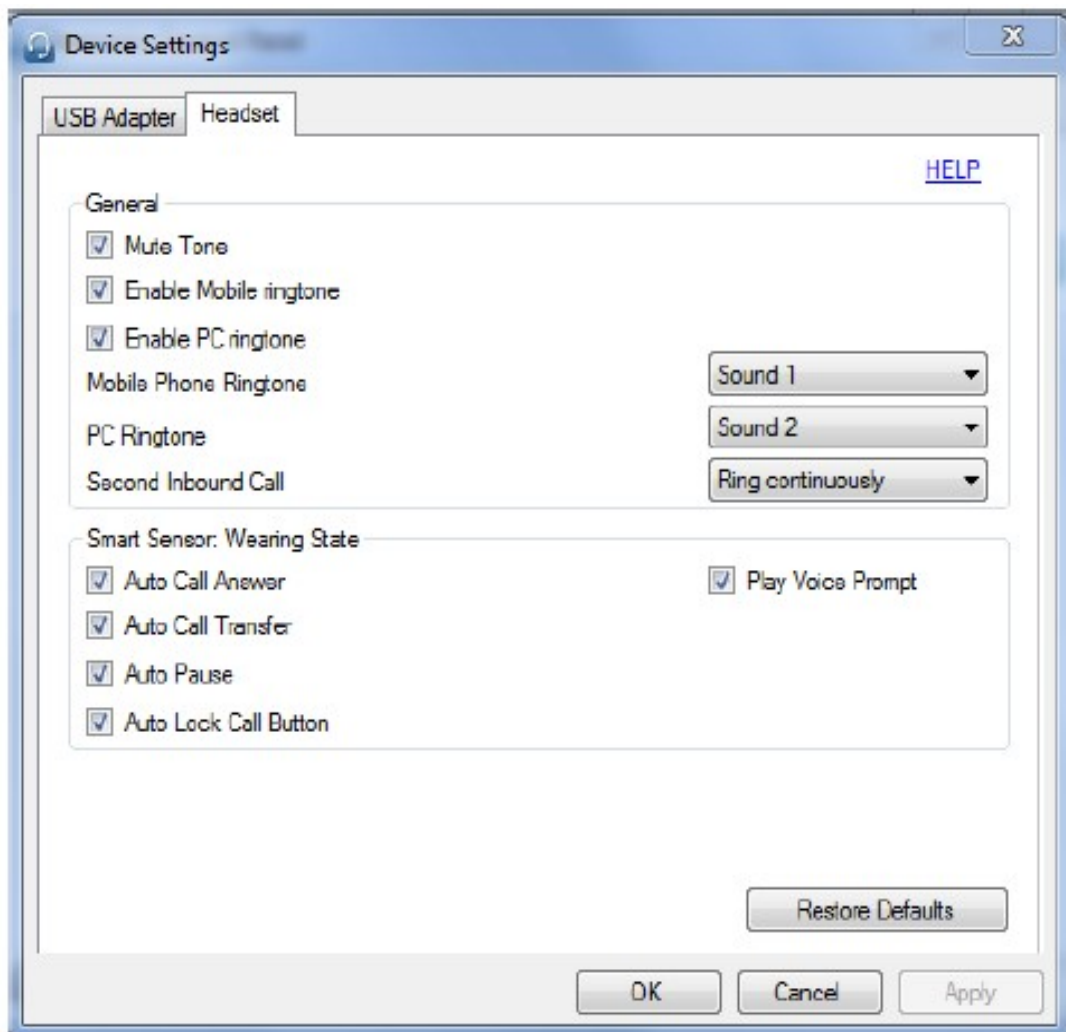 Device Settings
USB Adapter Headset
HELP
General
Mute Tone
Enable Mobile ringtone
Enable PC ringtone
Mobile Phone Ringtone Sound 1
PC Ringtone Sound 2
Second Inbound Call Ring continuously
Smart Sensor: Wearing State
Auto Call Answer Play Voice Prompt
Auto Call Transfer
Auto Pause
Auto Lock Call Button
Restore Defaults
OK Cancel Apply